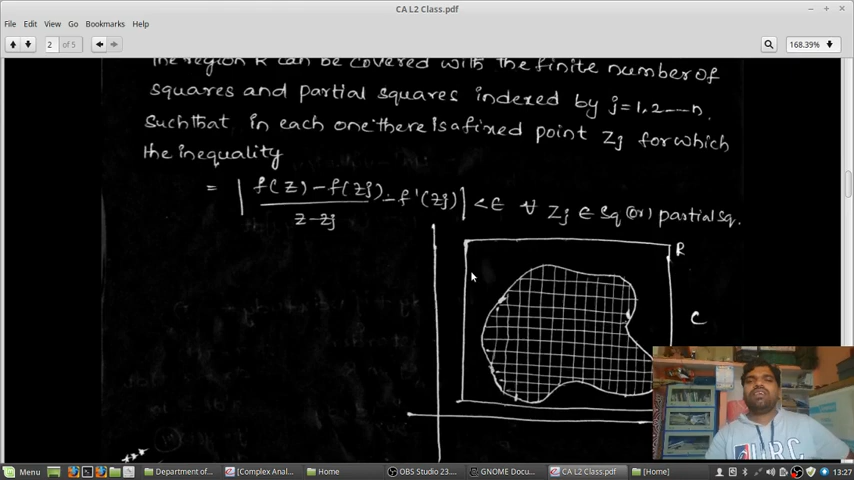 CA L2 Class.pdf
File Edit View Go Bookmarks Help
2 of 5
168.39%
The region R can be covered with the finite number of
squares and partial squares indexed by j=1,2---n.
Such that in each one there is a fixed point Zj for which
the inequality
= | f(z) - f(zj) / z-zj - f'(zj) | < ε ∀ Zj ∈ Sq (or) partial sq.
R
C
Menu
Department of...
[Complex Anal...
Home
OBS Studio 23....
GNOME Docu...
CA L2 Class.pdf
[Home]
13:27